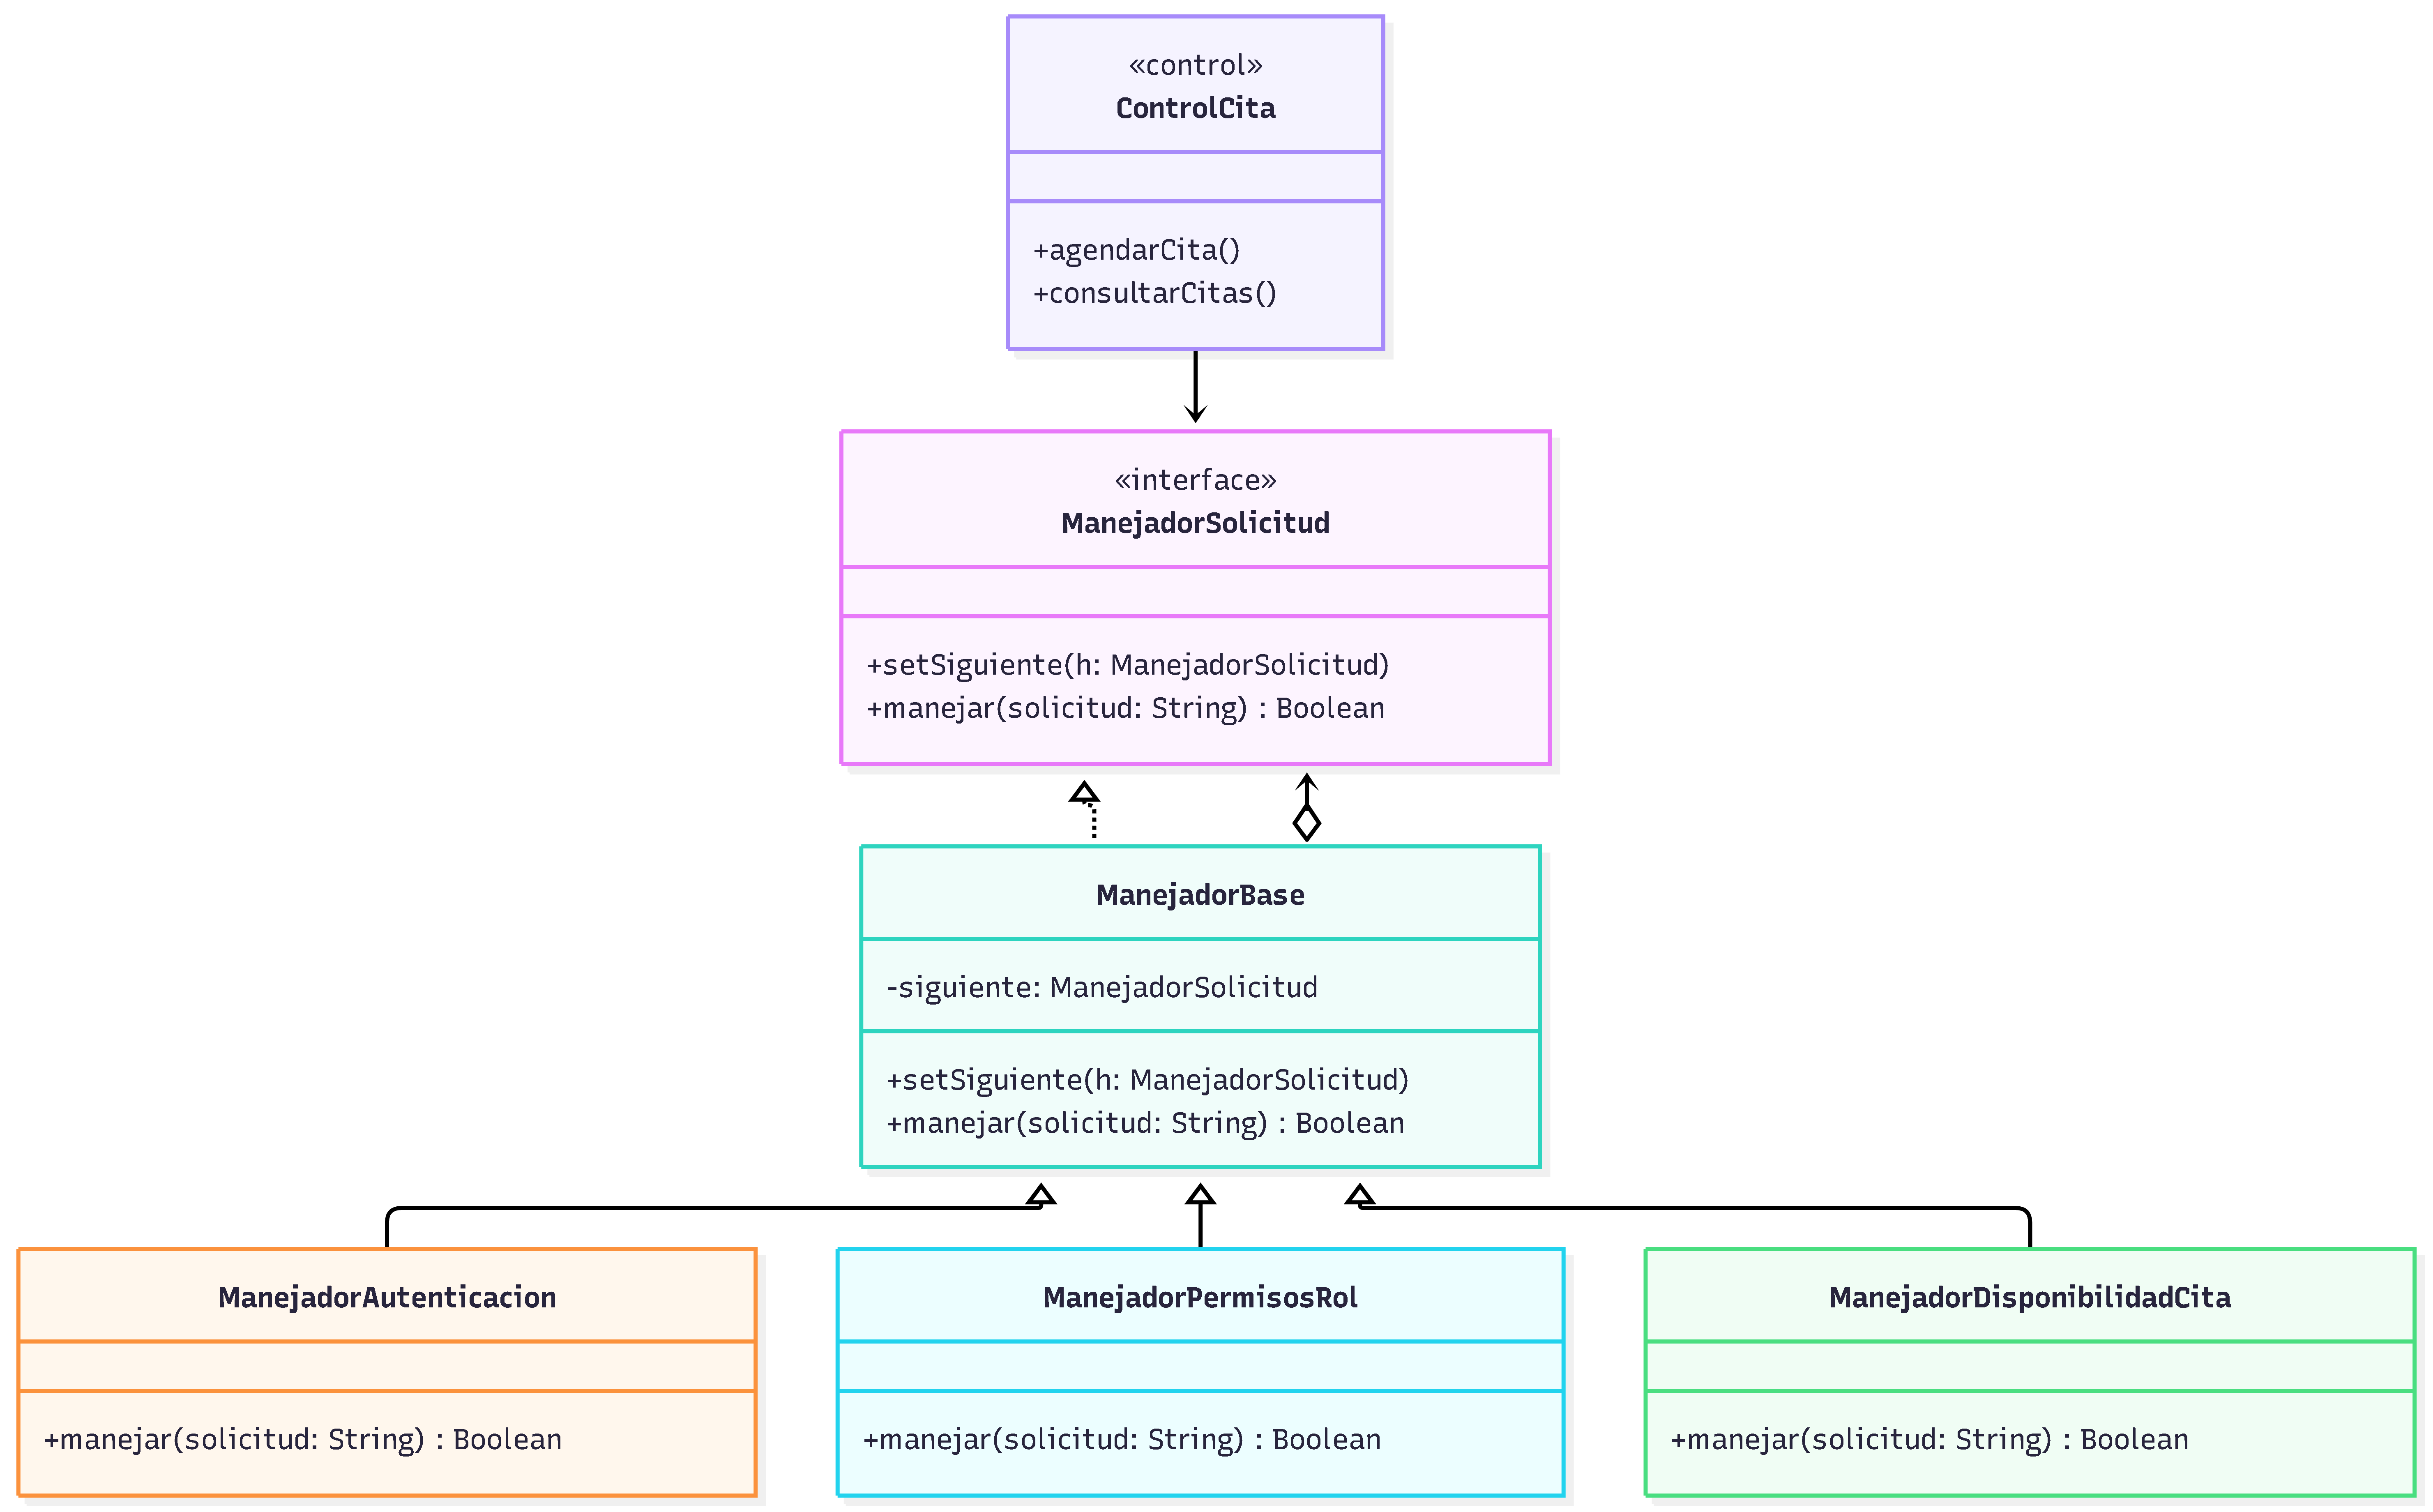 «control»
ControlCita
+agendarCita()
+consultarCitas()
«interface»
ManejadorSolicitud
+setSiguiente(h: ManejadorSolicitud)
+manejar(solicitud: String) : Boolean
ManejadorBase
-siguiente: ManejadorSolicitud
+setSiguiente(h: ManejadorSolicitud)
+manejar(solicitud: String) : Boolean
ManejadorAutenticacion
+manejar(solicitud: String) : Boolean
ManejadorPermisosRol
+manejar(solicitud: String) : Boolean
ManejadorDisponibilidadCita
+manejar(solicitud: String) : Boolean